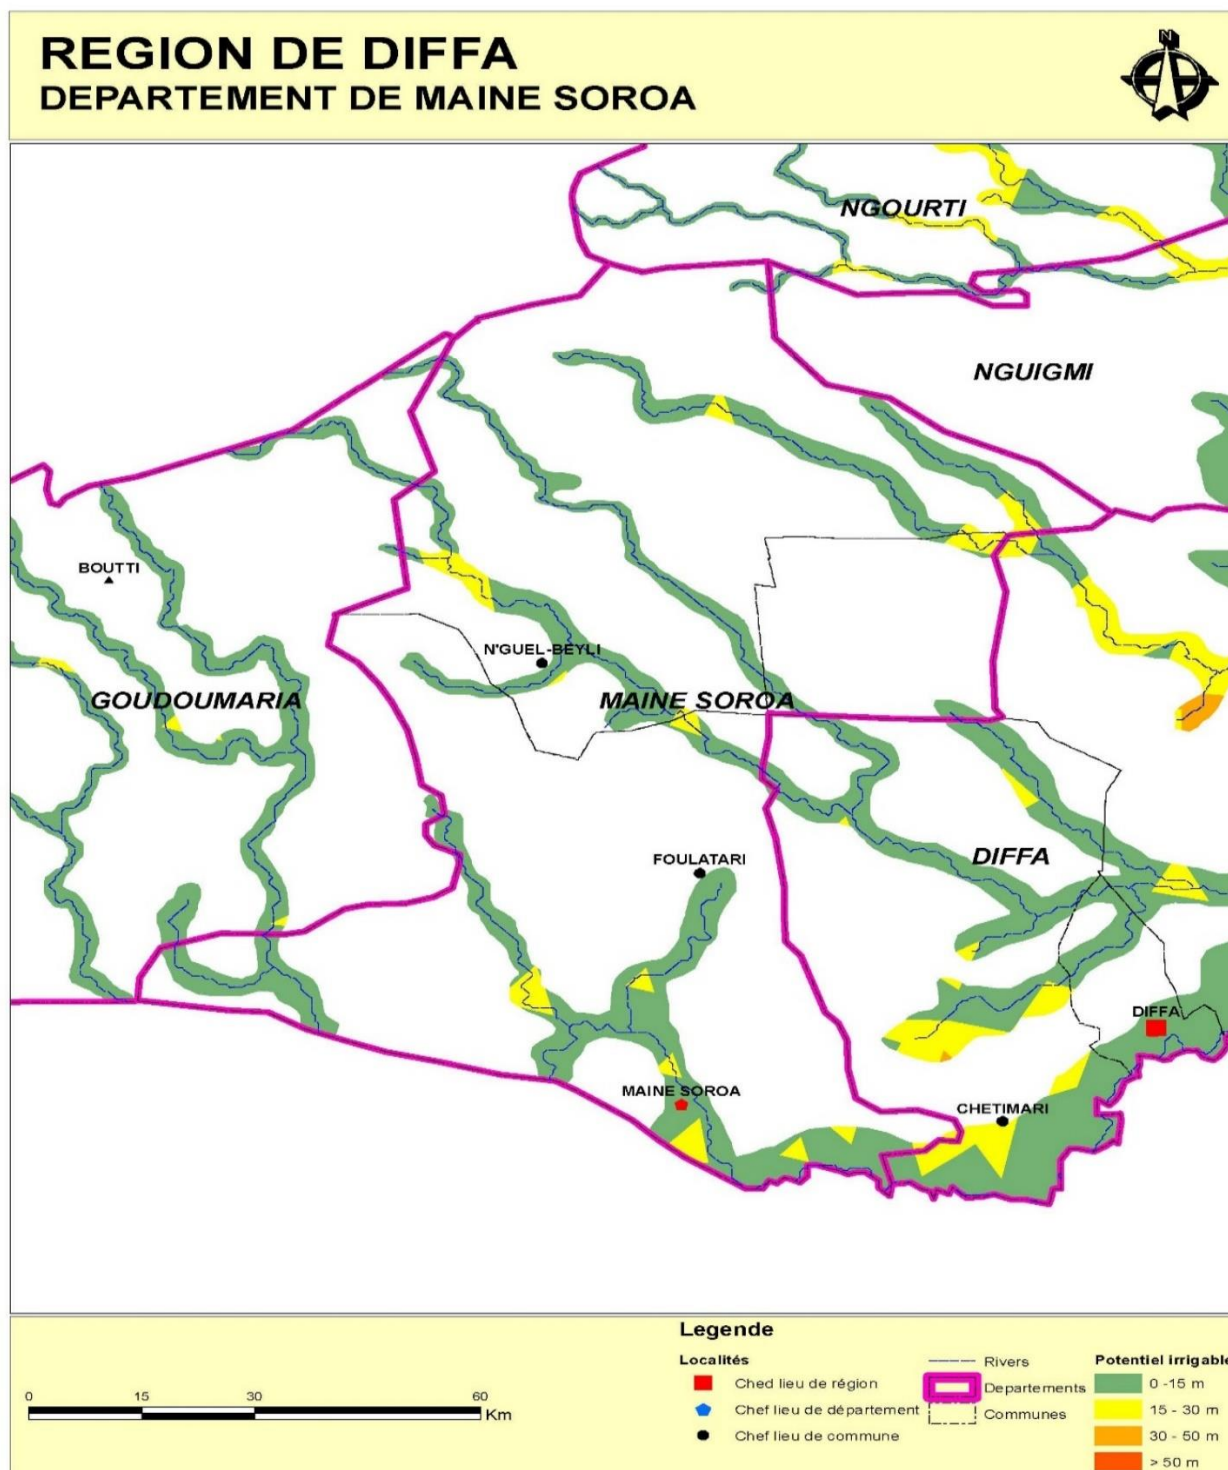 REGION DE DIFFA
DEPARTEMENT DE MAINE SOROA
N
NGOURTI
NGUIGMI
BOUTTI
N'GUEL-BEYLI
GOUDOUMARIA
MAINE SOROA
FOULATARI
DIFFA
DIFFA
MAINE SOROA
CHETIMARI
Legende
Localités
Ched lieu de région
Chef lieu de département
Chef lieu de commune
Rivers
Departements
Communes
Potentiel irrigable
0 -15 m
15 - 30 m
30 - 50 m
> 50 m
0 15 30 60
Km